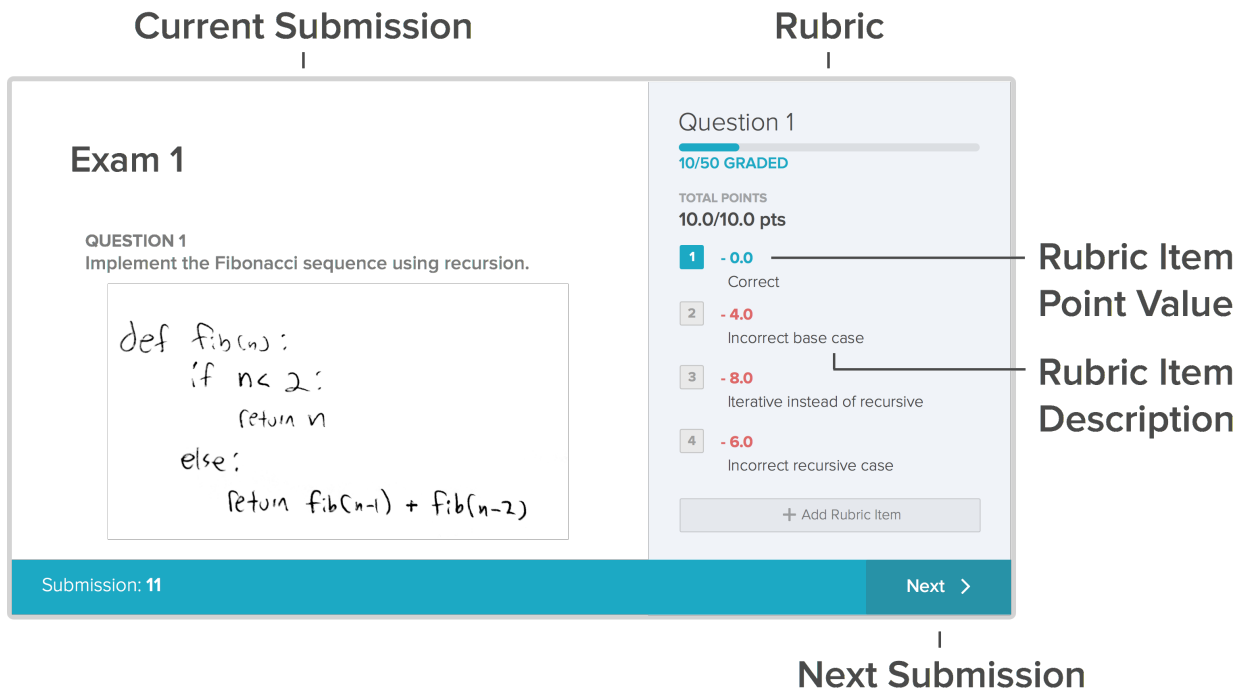 Current Submission
Rubric
Exam 1
QUESTION 1
Implement the Fibonacci sequence using recursion.
def fib(n):
if n< 2:
return n
else:
return fib(n-1) + fib(n-2)
Question 1
10/50 GRADED
TOTAL POINTS
10.0/10.0 pts
1 - 0.0
Correct
2 - 4.0
Incorrect base case
3 - 8.0
Iterative instead of recursive
4 - 6.0
Incorrect recursive case
+ Add Rubric Item
Rubric Item
Point Value
Rubric Item
Description
Submission: 11
Next >
Next Submission